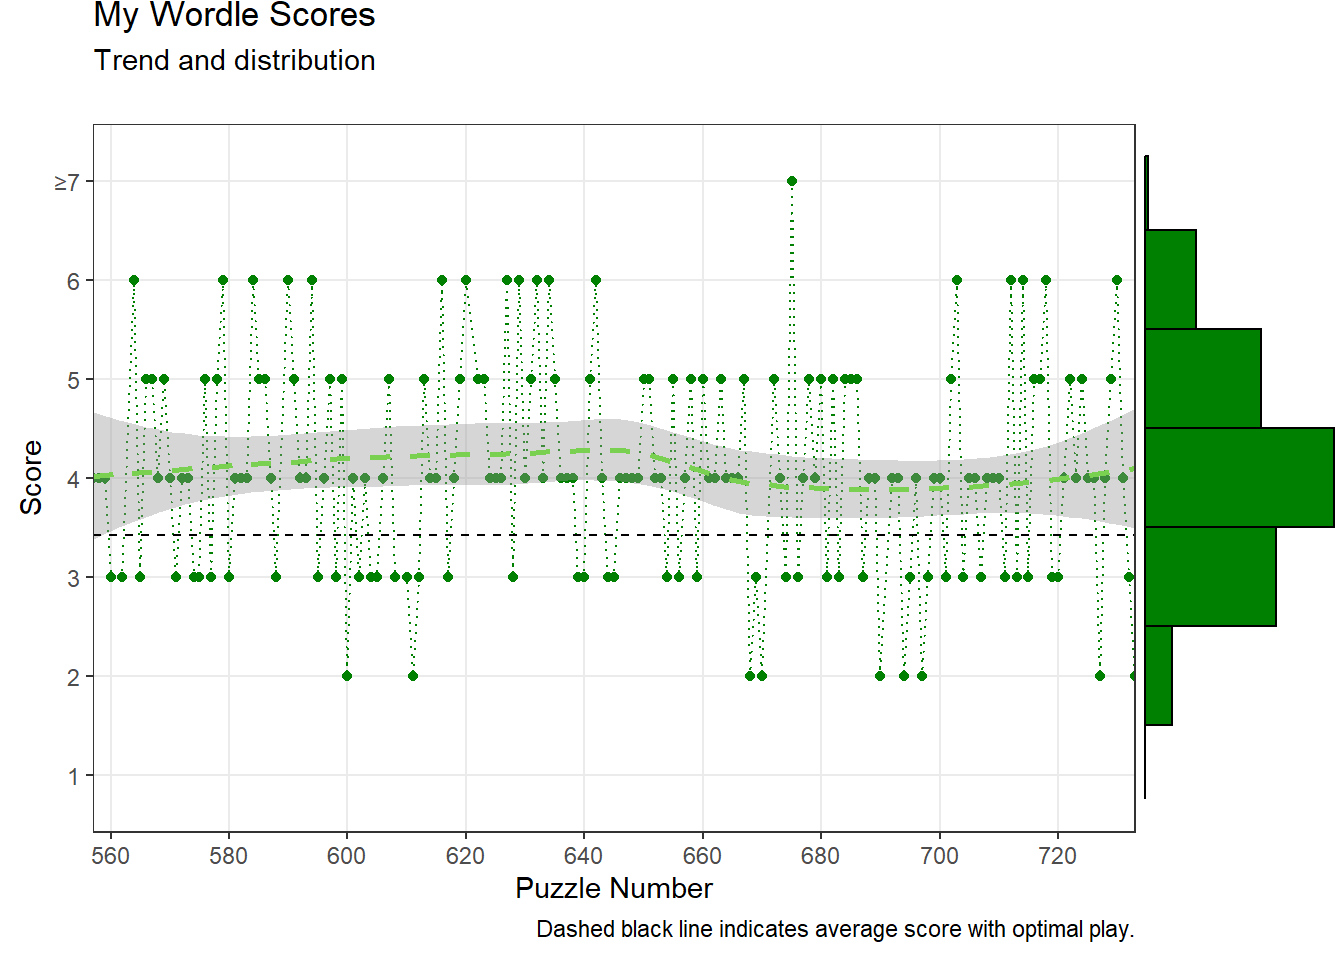 My Wordle Scores
Trend and distribution
≥7
6
5
4
3
2
1
Score
560 580 600 620 640 660 680 700 720
Puzzle Number
Dashed black line indicates average score with optimal play.